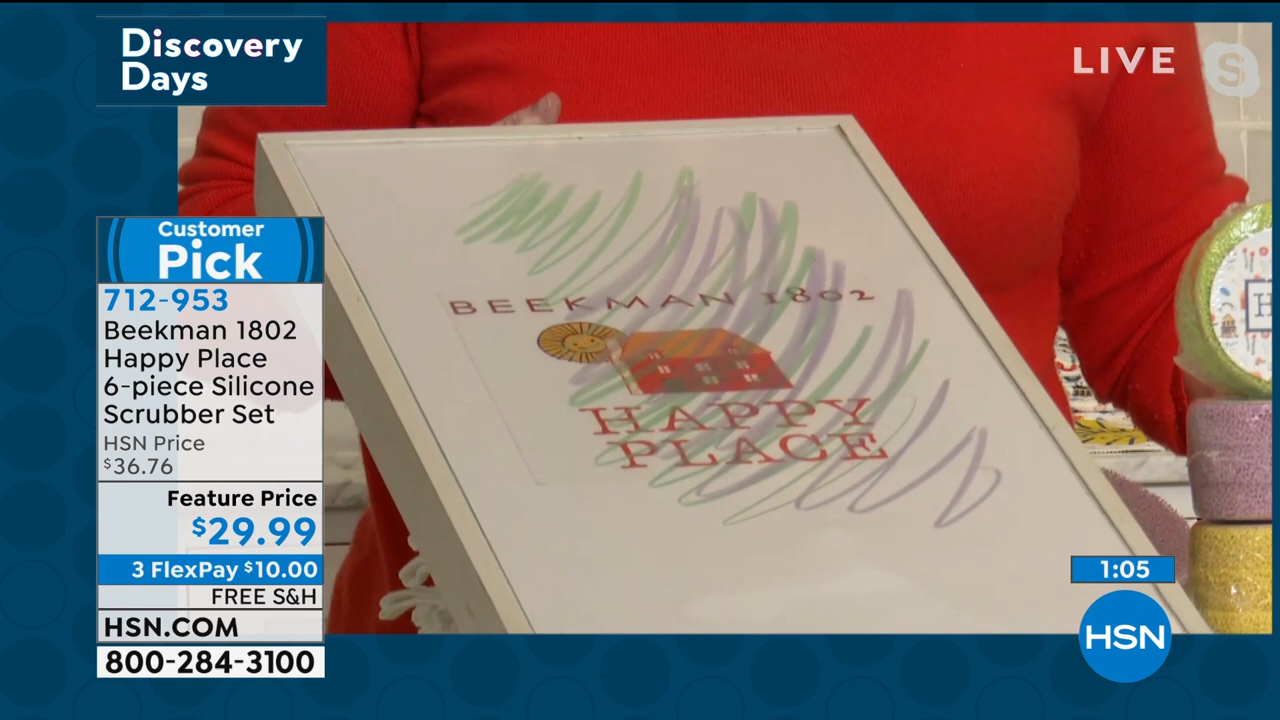 Discovery
Days
LIVE
S
Customer
Pick
712-953
Beekman 1802
Happy Place
6-piece Silicone
Scrubber Set
HSN Price
$36.76
Feature Price
$29.99
3 FlexPay $10.00
FREE S&H
HSN.COM
800-284-3100
BEEKMAN 1802
HAPPY
PLACE
H
1:05
HSN